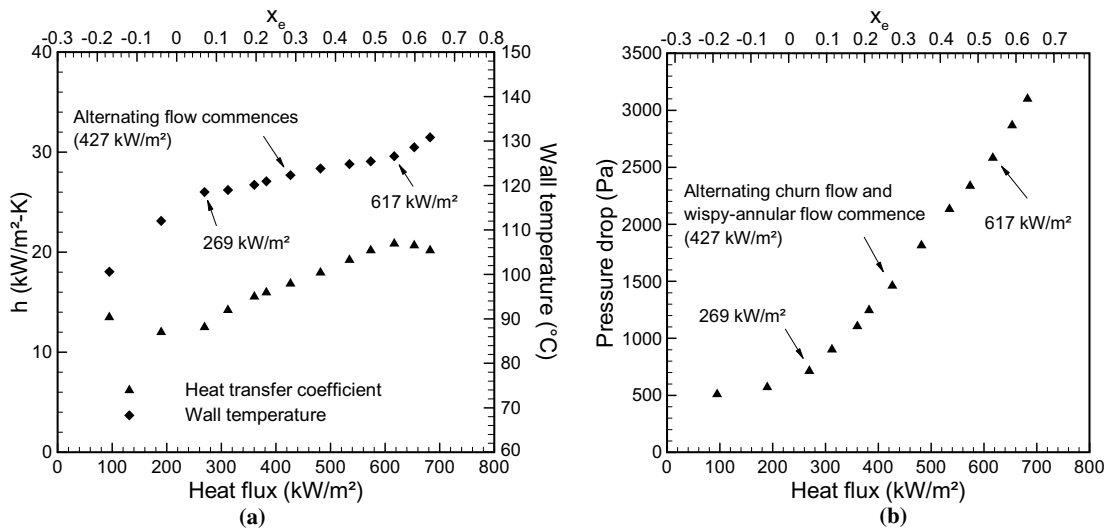 x_e
-0.3 -0.2 -0.1 0 0.1 0.2 0.3 0.4 0.5 0.6 0.7 0.8
40
30
20
10
0
h (kW/m²-K)
150
140
130
120
110
100
90
80
70
60
Wall temperature (°C)
Alternating flow commences
(427 kW/m²)
617 kW/m²
269 kW/m²
Heat transfer coefficient
Wall temperature
0 100 200 300 400 500 600 700 800
Heat flux (kW/m²)
(a)
x_e
-0.3 -0.2 -0.1 0 0.1 0.2 0.3 0.4 0.5 0.6 0.7
3500
3000
2500
2000
1500
1000
500
0
Pressure drop (Pa)
Alternating churn flow and
wispy-annular flow commence
(427 kW/m²)
617 kW/m²
269 kW/m²
0 100 200 300 400 500 600 700 800
Heat flux (kW/m²)
(b)